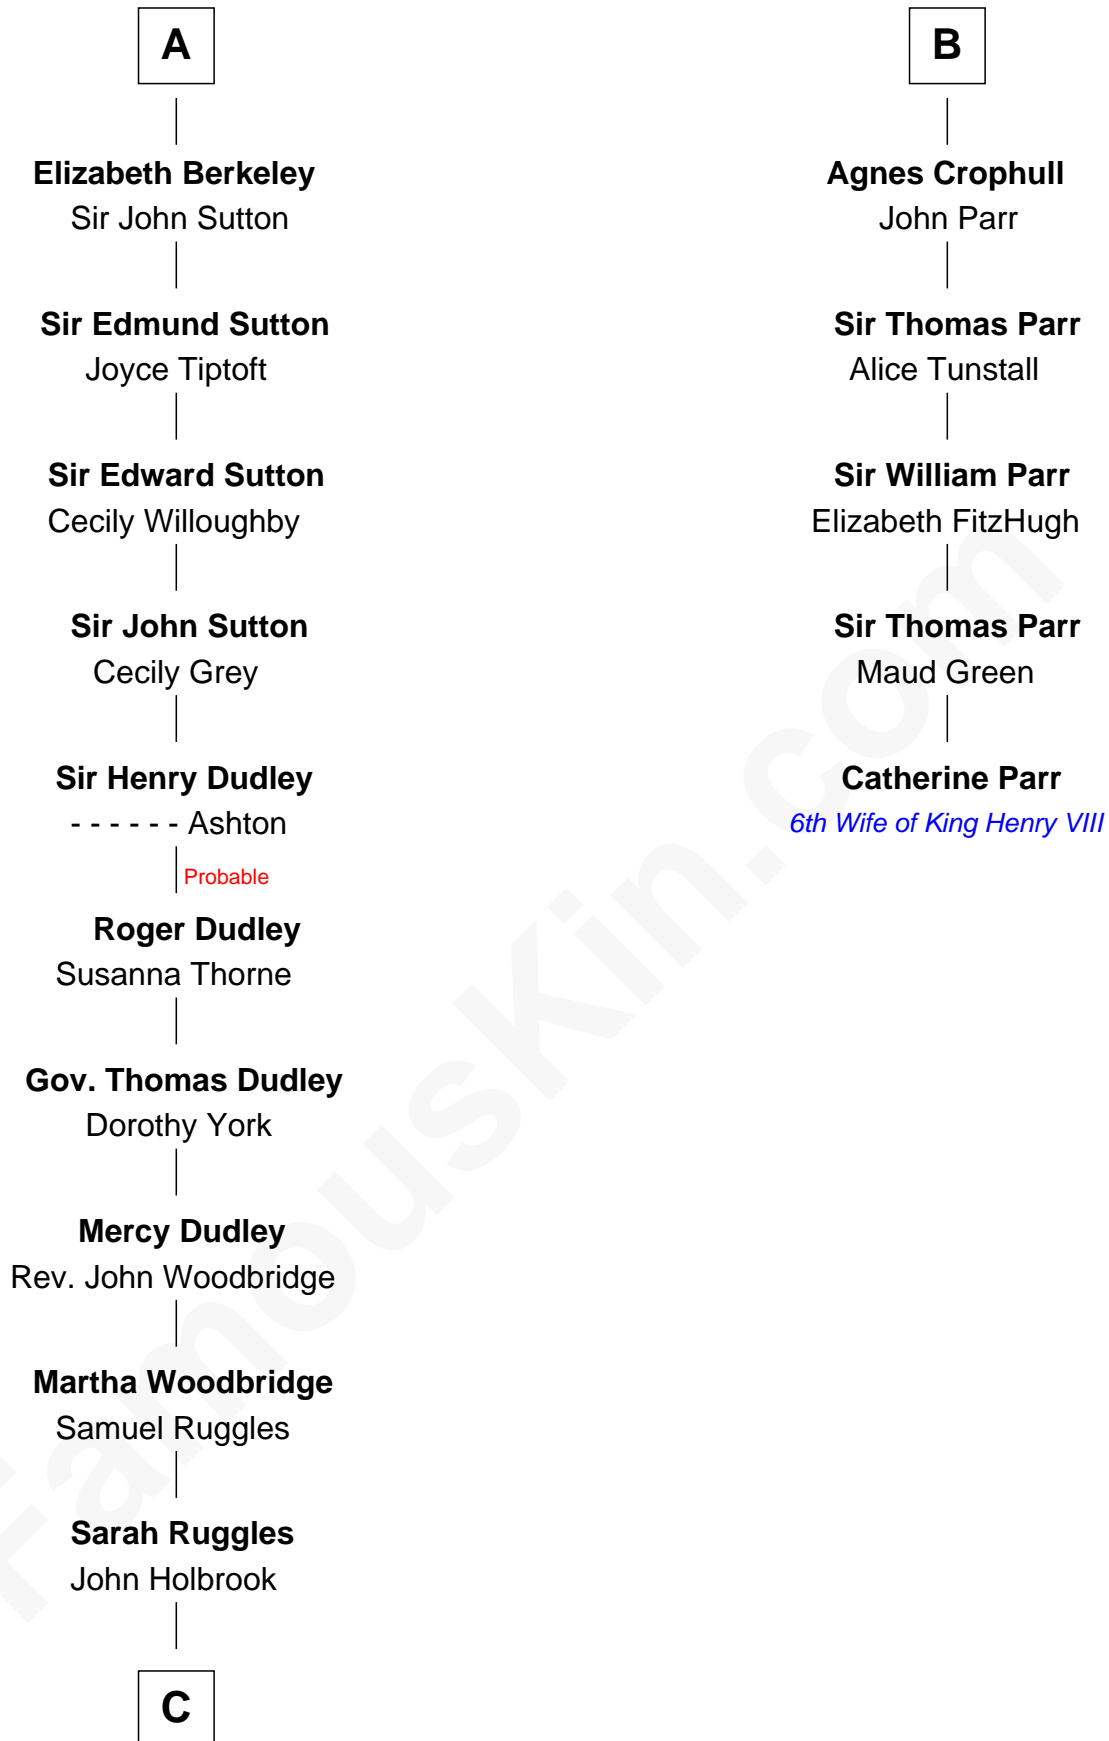 A
Elizabeth Berkeley
Sir John Sutton
Sir Edmund Sutton
Joyce Tiptoft
Sir Edward Sutton
Cecily Willoughby
Sir John Sutton
Cecily Grey
Sir Henry Dudley
- - - - - - Ashton
Probable
Roger Dudley
Susanna Thorne
Gov. Thomas Dudley
Dorothy York
Mercy Dudley
Rev. John Woodbridge
Martha Woodbridge
Samuel Ruggles
Sarah Ruggles
John Holbrook
C
B
Agnes Crophull
John Parr
Sir Thomas Parr
Alice Tunstall
Sir William Parr
Elizabeth FitzHugh
Sir Thomas Parr
Maud Green
Catherine Parr
6th Wife of King Henry VIII
FamousKin.com